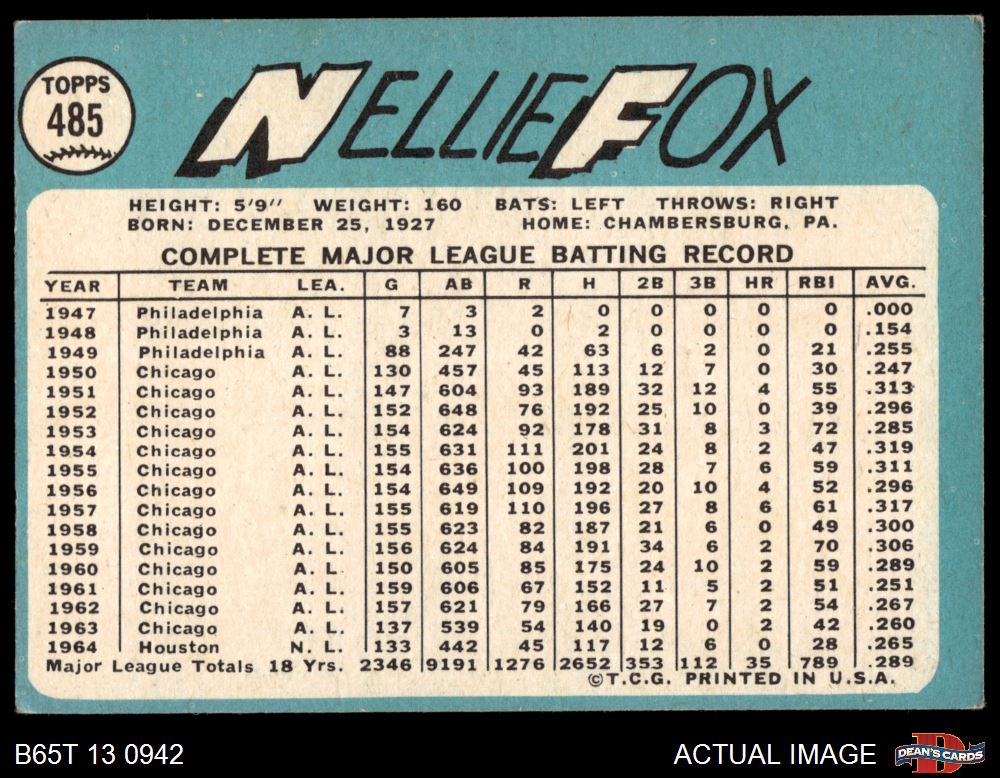 TOPPS
485
NELLIE FOX
HEIGHT: 5'9" WEIGHT: 160 BATS: LEFT THROWS: RIGHT
BORN: DECEMBER 25, 1927 HOME: CHAMBERSBURG, PA.
COMPLETE MAJOR LEAGUE BATTING RECORD
YEAR TEAM LEA. G AB R H 2B 3B HR RBI AVG.
1947 Philadelphia A. L. 7 3 2 0 0 0 0 0 .000
1948 Philadelphia A. L. 3 13 0 2 0 0 0 0 .154
1949 Philadelphia A. L. 88 247 42 63 6 2 0 21 .255
1950 Chicago A. L. 130 457 45 113 12 7 0 30 .247
1951 Chicago A. L. 147 604 93 189 32 12 4 55 .313
1952 Chicago A. L. 152 648 76 192 25 10 0 39 .296
1953 Chicago A. L. 154 624 92 178 31 8 3 72 .285
1954 Chicago A. L. 155 631 111 201 24 8 2 47 .319
1955 Chicago A. L. 154 636 100 198 28 7 6 59 .311
1956 Chicago A. L. 154 649 109 192 20 10 4 52 .296
1957 Chicago A. L. 155 619 110 196 27 8 6 61 .317
1958 Chicago A. L. 155 623 82 187 21 6 0 49 .300
1959 Chicago A. L. 156 624 84 191 34 6 2 70 .306
1960 Chicago A. L. 150 605 85 175 24 10 2 59 .289
1961 Chicago A. L. 159 606 67 152 11 5 2 51 .251
1962 Chicago A. L. 157 621 79 166 27 7 2 54 .267
1963 Chicago A. L. 137 539 54 140 19 0 2 42 .260
1964 Houston N. L. 133 442 45 117 12 6 0 28 .265
Major League Totals 18 Yrs. 2346 9191 1276 2652 353 112 35 789 .289
©T.C.G. PRINTED IN U.S.A.
B65T 13 0942 ACTUAL IMAGE DEAN'S CARDS